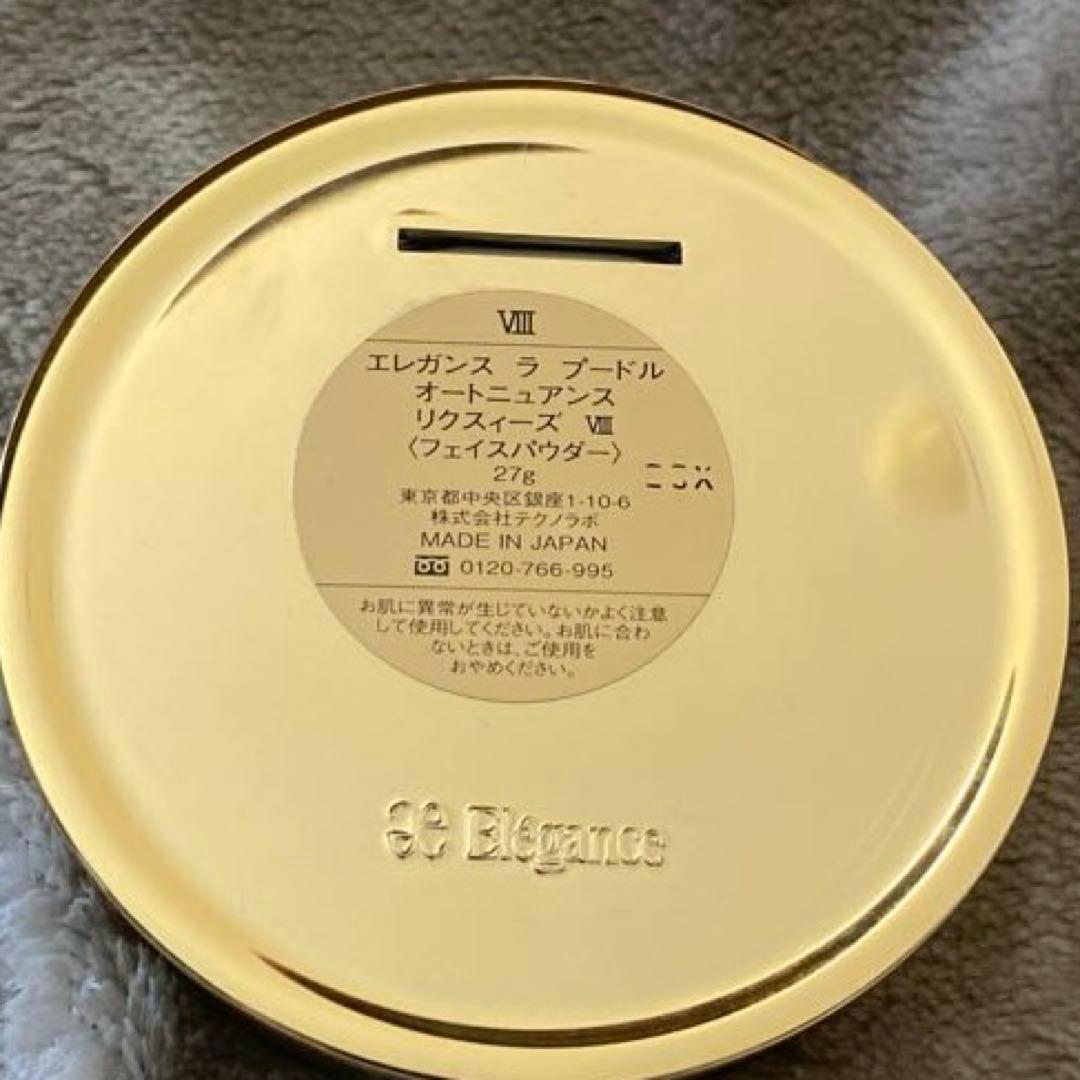 Ⅷ
エレガンス ラ プードル
オートニュアンス
リクスィーズ Ⅷ
〈フェイスパウダー〉
27g
東京都中央区銀座1-10-6
株式会社テクノラボ
MADE IN JAPAN
0120-766-995
お肌に異常が生じていないかよく注意
して使用してください。お肌に合わ
ないときは、ご使用を
おやめください。
Elégance